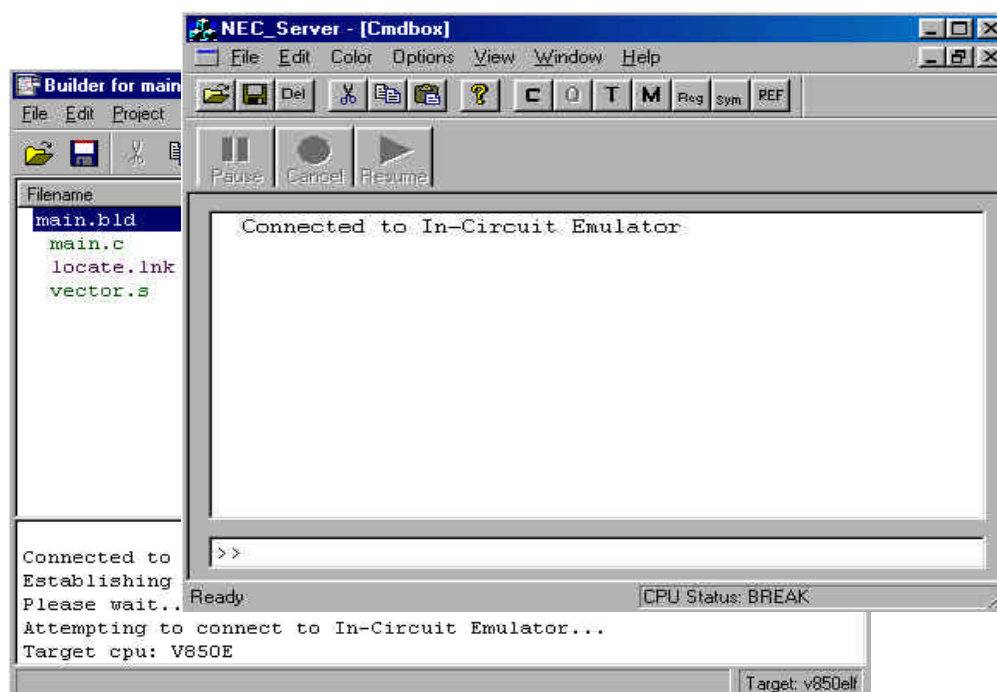 NEC_Server - [Cmdbox]
File Edit Color Options View Window Help
Del C Q T M Reg sym REF
Pause Cancel Resume
Connected to In-Circuit Emulator
>>
Ready CPU Status: BREAK
Builder for main
File Edit Project
Filename
main.bld
main.c
locate.lnk
vector.s
Connected to
Establishing
Please wait..
Attempting to connect to In-Circuit Emulator...
Target cpu: V850E
Target: v850elf